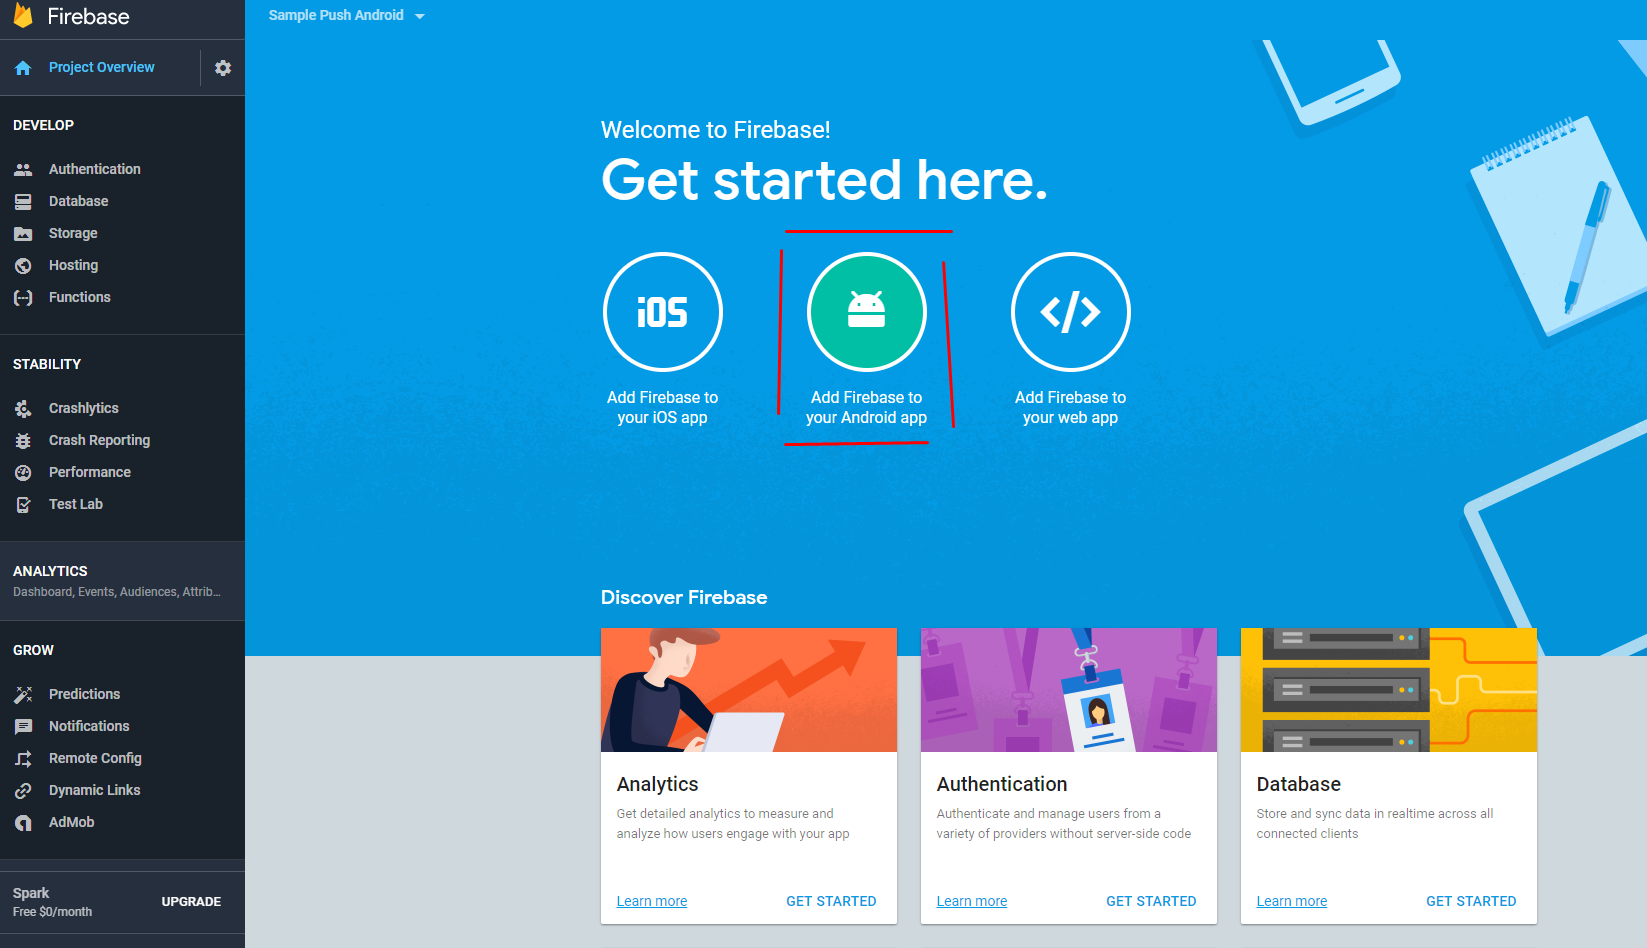 Firebase
Project Overview
DEVELOP
Authentication
Database
Storage
Hosting
Functions
STABILITY
Crashlytics
Crash Reporting
Performance
Test Lab
ANALYTICS
Dashboard, Events, Audiences, Attrib...
GROW
Predictions
Notifications
Remote Config
Dynamic Links
AdMob
Spark
Free $0/month
UPGRADE
Sample Push Android
Welcome to Firebase!
Get started here.
iOS
Add Firebase to
your iOS app
Add Firebase to
your Android app
</>
Add Firebase to
your web app
Discover Firebase
Analytics
Get detailed analytics to measure and
analyze how users engage with your app
Learn more
GET STARTED
Authentication
Authenticate and manage users from a
variety of providers without server-side code
Learn more
GET STARTED
Database
Store and sync data in realtime across all
connected clients
Learn more
GET STARTED